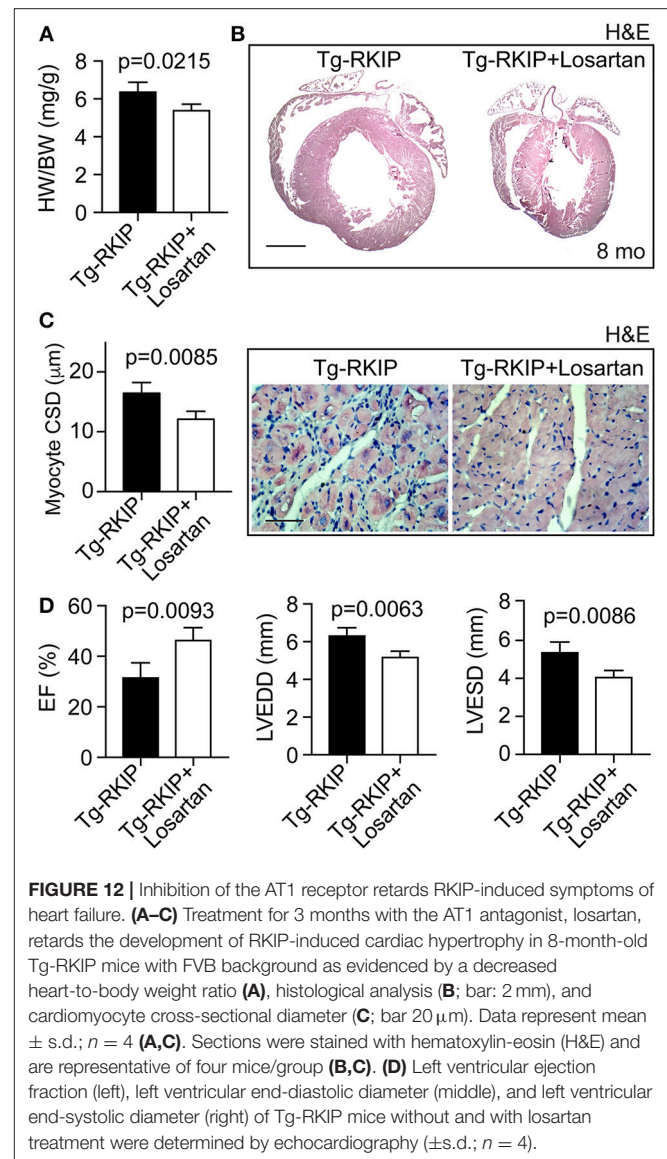 A
p=0.0215
HW/BW (mg/g)
8
6
4
2
0
Tg-RKIP
Tg-RKIP+
Losartan
B
H&E
Tg-RKIP
Tg-RKIP+Losartan
8 mo
C
p=0.0085
Myocyte CSD (μm)
20
10
0
Tg-RKIP
Tg-RKIP+
Losartan
H&E
Tg-RKIP
Tg-RKIP+Losartan
D
p=0.0093
EF (%)
60
40
20
0
Tg-RKIP
Tg-RKIP+
Losartan
p=0.0063
LVEDD (mm)
8
6
4
2
0
Tg-RKIP
Tg-RKIP+
Losartan
p=0.0086
LVESD (mm)
8
6
4
2
0
Tg-RKIP
Tg-RKIP+
Losartan
FIGURE 12 | Inhibition of the AT1 receptor retards RKIP-induced symptoms of
heart failure. (A–C) Treatment for 3 months with the AT1 antagonist, losartan,
retards the development of RKIP-induced cardiac hypertrophy in 8-month-old
Tg-RKIP mice with FVB background as evidenced by a decreased
heart-to-body weight ratio (A), histological analysis (B; bar: 2 mm), and
cardiomyocyte cross-sectional diameter (C; bar 20 μm). Data represent mean
± s.d.; n = 4 (A,C). Sections were stained with hematoxylin-eosin (H&E) and
are representative of four mice/group (B,C). (D) Left ventricular ejection
fraction (left), left ventricular end-diastolic diameter (middle), and left ventricular
end-systolic diameter (right) of Tg-RKIP mice without and with losartan
treatment were determined by echocardiography (±s.d.; n = 4).